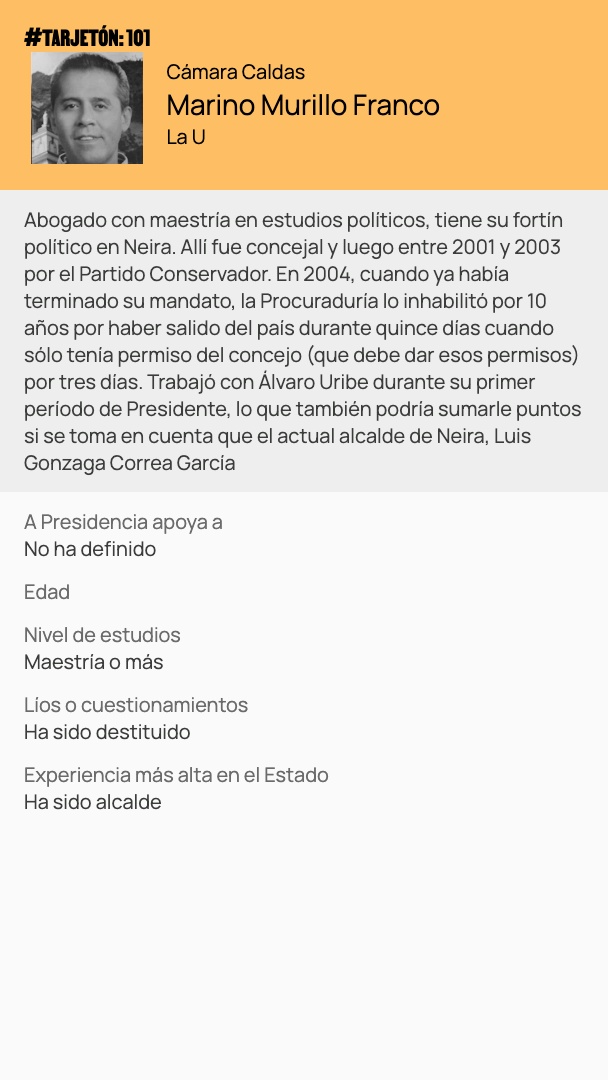 #TARJETÓN: 101
Cámara Caldas
Marino Murillo Franco
La U
Abogado con maestría en estudios políticos, tiene su fortín
político en Neira. Allí fue concejal y luego entre 2001 y 2003
por el Partido Conservador. En 2004, cuando ya había
terminado su mandato, la Procuraduría lo inhabilitó por 10
años por haber salido del país durante quince días cuando
sólo tenía permiso del concejo (que debe dar esos permisos)
por tres días. Trabajó con Álvaro Uribe durante su primer
período de Presidente, lo que también podría sumarle puntos
si se toma en cuenta que el actual alcalde de Neira, Luis
Gonzaga Correa García
A Presidencia apoya a
No ha definido
Edad
Nivel de estudios
Maestría o más
Líos o cuestionamientos
Ha sido destituido
Experiencia más alta en el Estado
Ha sido alcalde